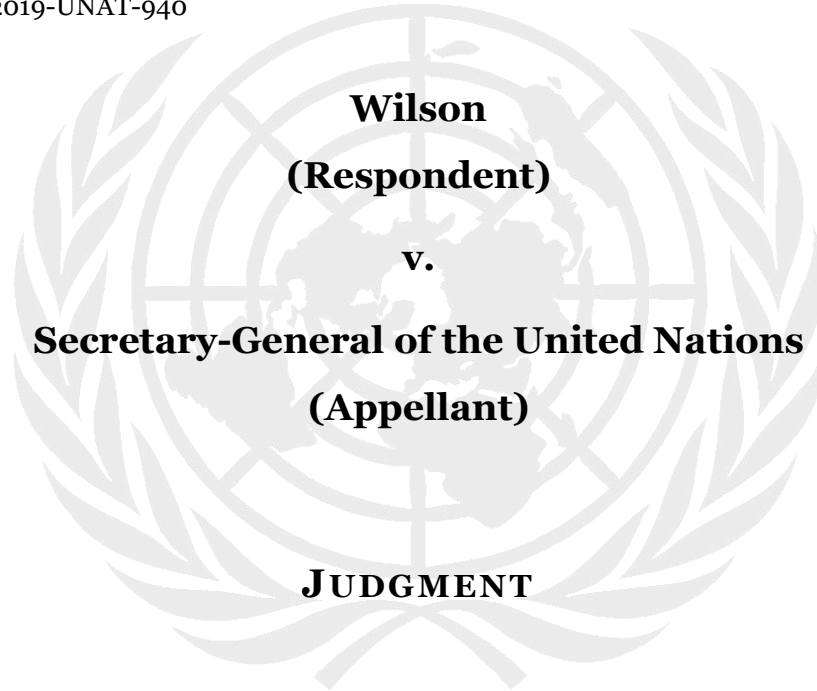 2019-UNAT-940
Wilson
(Respondent)
v.
Secretary-General of the United Nations
(Appellant)
JUDGMENT